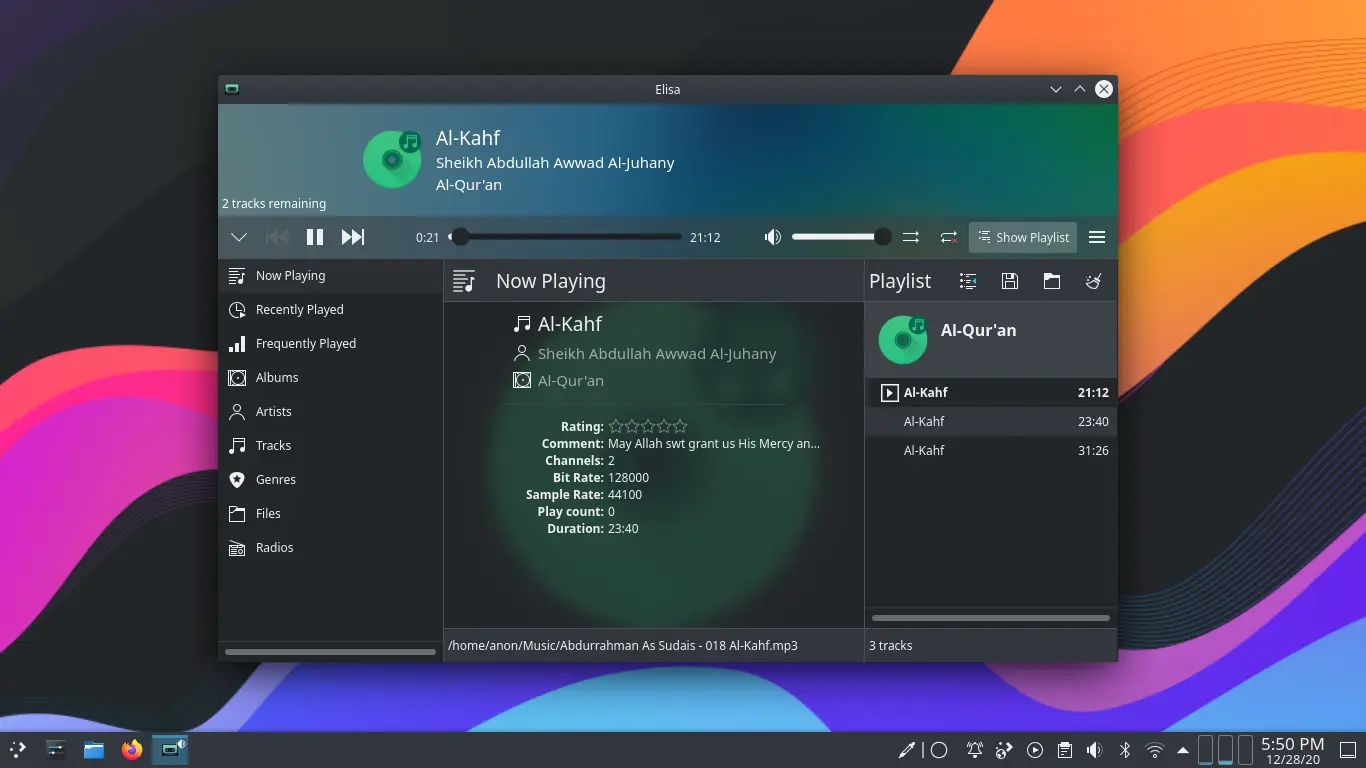 Elisa
Al-Kahf
Sheikh Abdullah Awwad Al-Juhany
Al-Qur'an
2 tracks remaining
0:21
21:12
Show Playlist
Now Playing
Recently Played
Frequently Played
Albums
Artists
Tracks
Genres
Files
Radios
Now Playing
Al-Kahf
Sheikh Abdullah Awwad Al-Juhany
Al-Qur'an
Rating:
Comment: May Allah swt grant us His Mercy an...
Channels: 2
Bit Rate: 128000
Sample Rate: 44100
Play count: 0
Duration: 23:40
/home/anon/Music/Abdurrahman As Sudais - 018 Al-Kahf.mp3
Playlist
Al-Qur'an
Al-Kahf 21:12
Al-Kahf 23:40
Al-Kahf 31:26
3 tracks
5:50 PM
12/28/20